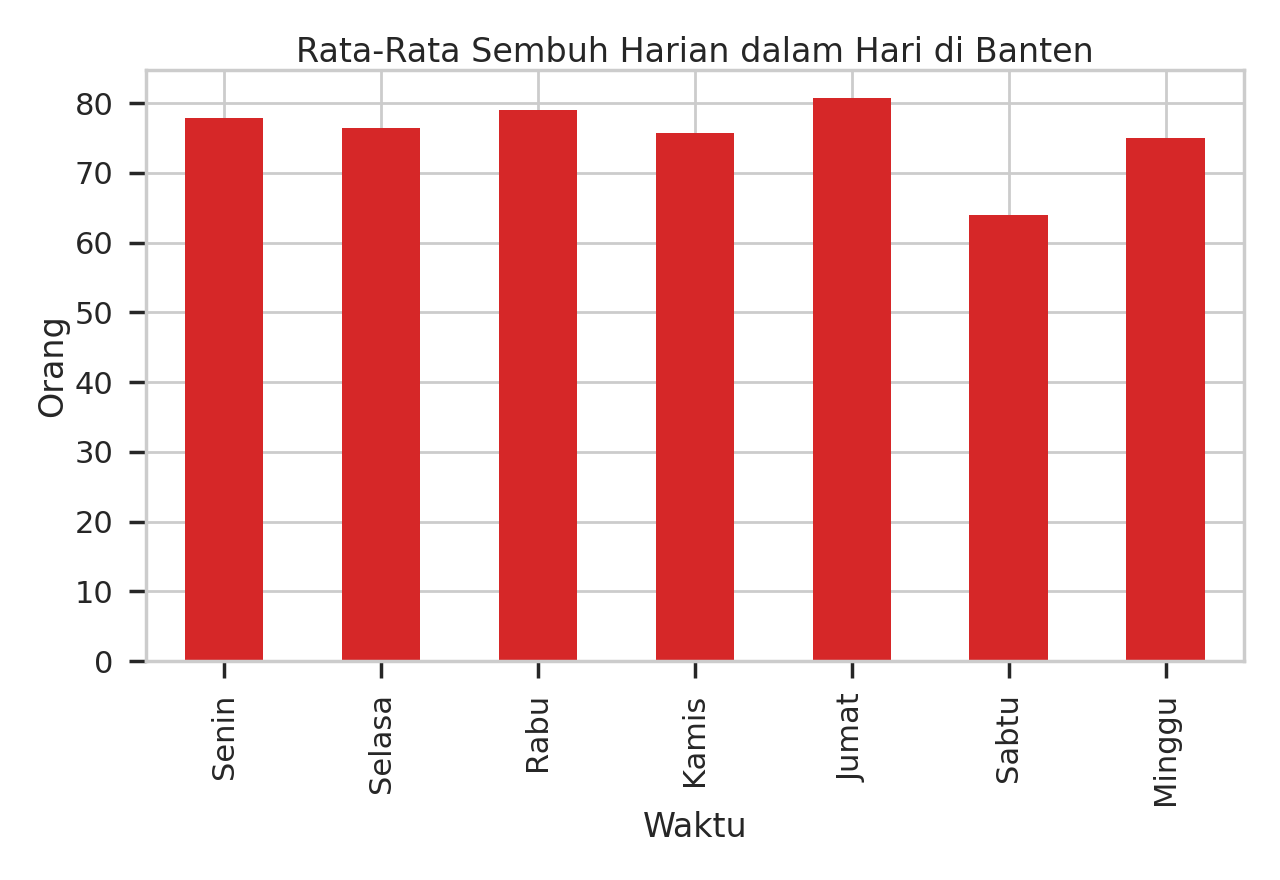 Rata-Rata Sembuh Harian dalam Hari di Banten
Orang
80
70
60
50
40
30
20
10
0
Senin
Selasa
Rabu
Kamis
Jumat
Sabtu
Minggu
Waktu